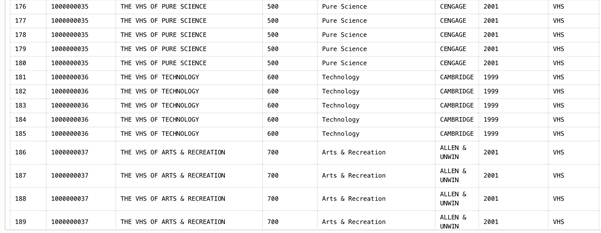 176 1000000035 THE VHS OF PURE SCIENCE 500 Pure Science CENGAGE 2001 VHS
177 1000000035 THE VHS OF PURE SCIENCE 500 Pure Science CENGAGE 2001 VHS
178 1000000035 THE VHS OF PURE SCIENCE 500 Pure Science CENGAGE 2001 VHS
179 1000000035 THE VHS OF PURE SCIENCE 500 Pure Science CENGAGE 2001 VHS
180 1000000035 THE VHS OF PURE SCIENCE 500 Pure Science CENGAGE 2001 VHS
181 1000000036 THE VHS OF TECHNOLOGY 600 Technology CAMBRIDGE 1999 VHS
182 1000000036 THE VHS OF TECHNOLOGY 600 Technology CAMBRIDGE 1999 VHS
183 1000000036 THE VHS OF TECHNOLOGY 600 Technology CAMBRIDGE 1999 VHS
184 1000000036 THE VHS OF TECHNOLOGY 600 Technology CAMBRIDGE 1999 VHS
185 1000000036 THE VHS OF TECHNOLOGY 600 Technology CAMBRIDGE 1999 VHS
186 1000000037 THE VHS OF ARTS & RECREATION 700 Arts & Recreation ALLEN & 2001 VHS
UNWIN
187 1000000037 THE VHS OF ARTS & RECREATION 700 Arts & Recreation ALLEN & 2001 VHS
UNWIN
188 1000000037 THE VHS OF ARTS & RECREATION 700 Arts & Recreation ALLEN & 2001 VHS
UNWIN
189 1000000037 THE VHS OF ARTS & RECREATION 700 Arts & Recreation ALLEN & 2001 VHS
UNWIN